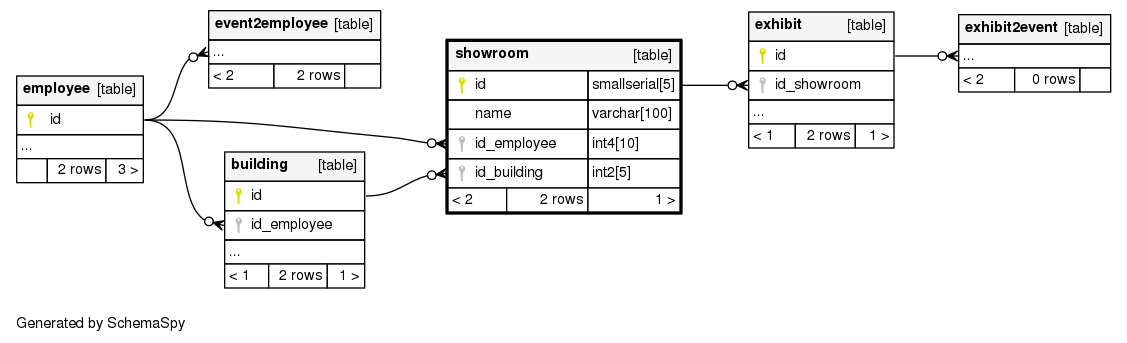 event2employee [table]
...
< 2 2 rows
employee [table]
id
...
2 rows 3 >
building [table]
id
id_employee
...
< 1 2 rows 1 >
showroom [table]
id smallserial[5]
name varchar[100]
id_employee int4[10]
id_building int2[5]
< 2 2 rows 1 >
exhibit [table]
id
id_showroom
...
< 1 2 rows 1 >
exhibit2event [table]
...
< 2 0 rows
Generated by SchemaSpy